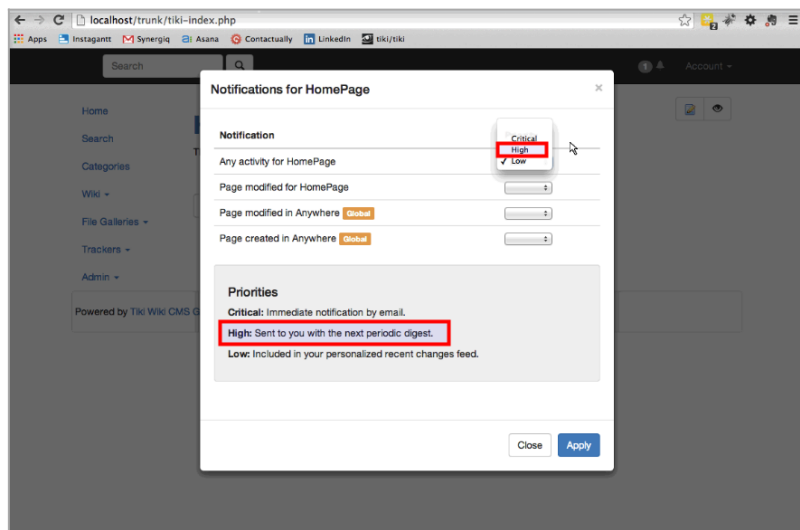 localhost/trunk/tiki-index.php
2
Apps Instagantt Synergiq Asana Contactually LinkedIn tiki/tiki
Search
1 Account
Home
Search
Categories
Wiki
File Galleries
Trackers
Admin
Powered by Tiki Wiki CMS G
Notifications for HomePage ×
Notification
Critical
High
✓ Low
Any activity for HomePage
Page modified for HomePage
Page modified in Anywhere Global
Page created in Anywhere Global
Priorities
Critical: Immediate notification by email.
High: Sent to you with the next periodic digest.
Low: Included in your personalized recent changes feed.
Close Apply